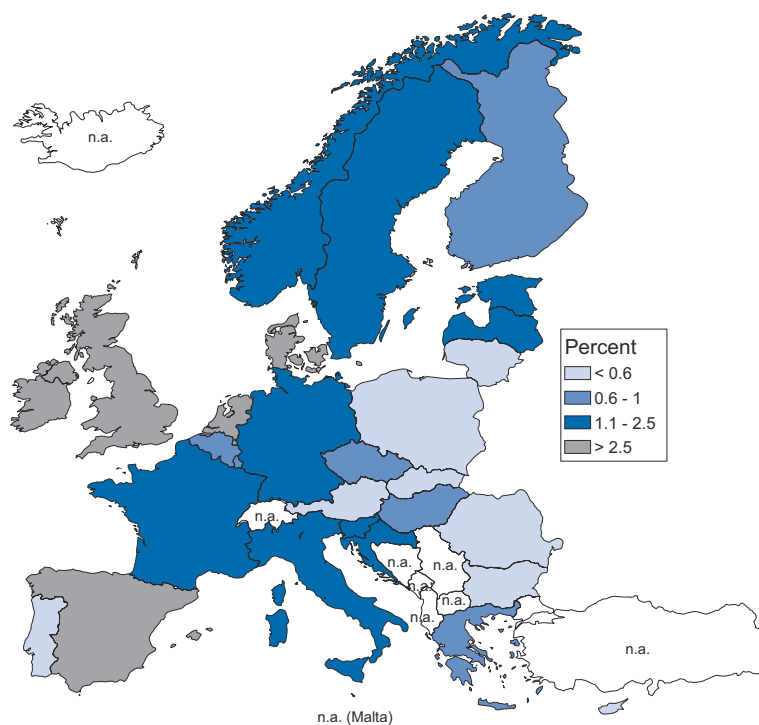 n.a.
Percent
< 0.6
0.6 - 1
1.1 - 2.5
> 2.5
n.a.
n.a.
n.a.
n.a.
n.a.
n.a.
n.a.
n.a. (Malta)